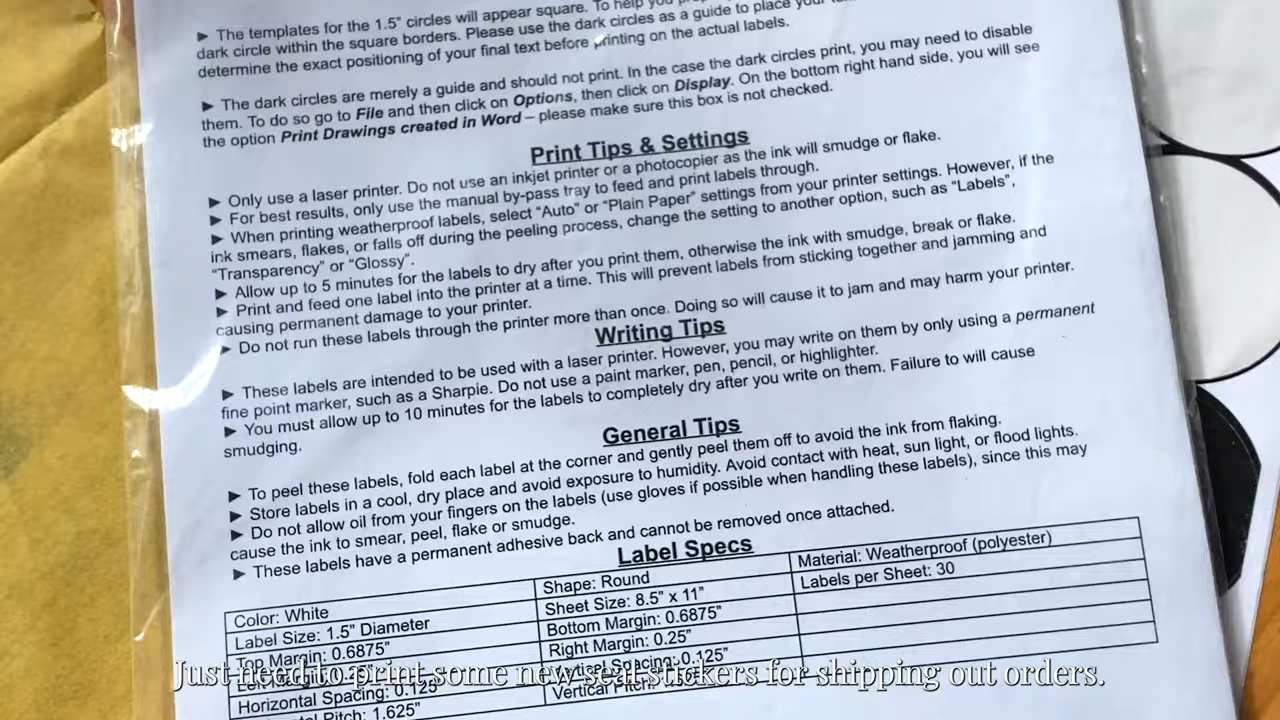 ► The templates for the 1.5" circles will appear square. To help you
dark circle within the square borders. Please use the dark circles as a guide to place your
determine the exact positioning of your final text before printing on the actual labels.
► The dark circles are merely a guide and should not print. In the case the dark circles print, you may need to disable
them. To do so go to File and then click on Options, then click on Display. On the bottom right hand side, you will see
the option Print Drawings created in Word – please make sure this box is not checked.
Print Tips & Settings
► Only use a laser printer. Do not use an inkjet printer or a photocopier as the ink will smudge or flake.
► For best results, only use the manual by-pass tray to feed and print labels through.
► When printing weatherproof labels, select "Auto" or "Plain Paper" settings from your printer settings. However, if the
ink smears, flakes, or falls off during the peeling process, change the setting to another option, such as "Labels",
"Transparency" or "Glossy".
► Allow up to 5 minutes for the labels to dry after you print them, otherwise the ink with smudge, break or flake.
► Print and feed one label into the printer at a time. This will prevent labels from sticking together and jamming and
causing permanent damage to your printer.
► Do not run these labels through the printer more than once. Doing so will cause it to jam and may harm your printer.
Writing Tips
► These labels are intended to be used with a laser printer. However, you may write on them by only using a permanent
fine point marker, such as a Sharpie. Do not use a paint marker, pen, pencil, or highlighter.
► You must allow up to 10 minutes for the labels to completely dry after you write on them. Failure to will cause
smudging.
General Tips
► To peel these labels, fold each label at the corner and gently peel them off to avoid the ink from flaking.
► Store labels in a cool, dry place and avoid exposure to humidity. Avoid contact with heat, sun light, or flood lights.
► Do not allow oil from your fingers on the labels (use gloves if possible when handling these labels), since this may
cause the ink to smear, peel, flake or smudge.
► These labels have a permanent adhesive back and cannot be removed once attached.
Label Specs
Color: White Shape: Round Material: Weatherproof (polyester)
Label Size: 1.5" Diameter Sheet Size: 8.5" x 11" Labels per Sheet: 30
Top Margin: 0.6875" Bottom Margin: 0.6875"
Right Margin: 0.25"
Horizontal Spacing: 0.125" Vertical Spacing: 0.125"
Pitch: 1.625" Vertical Pitch:
Just need to print some new seal stickers for shipping out orders.